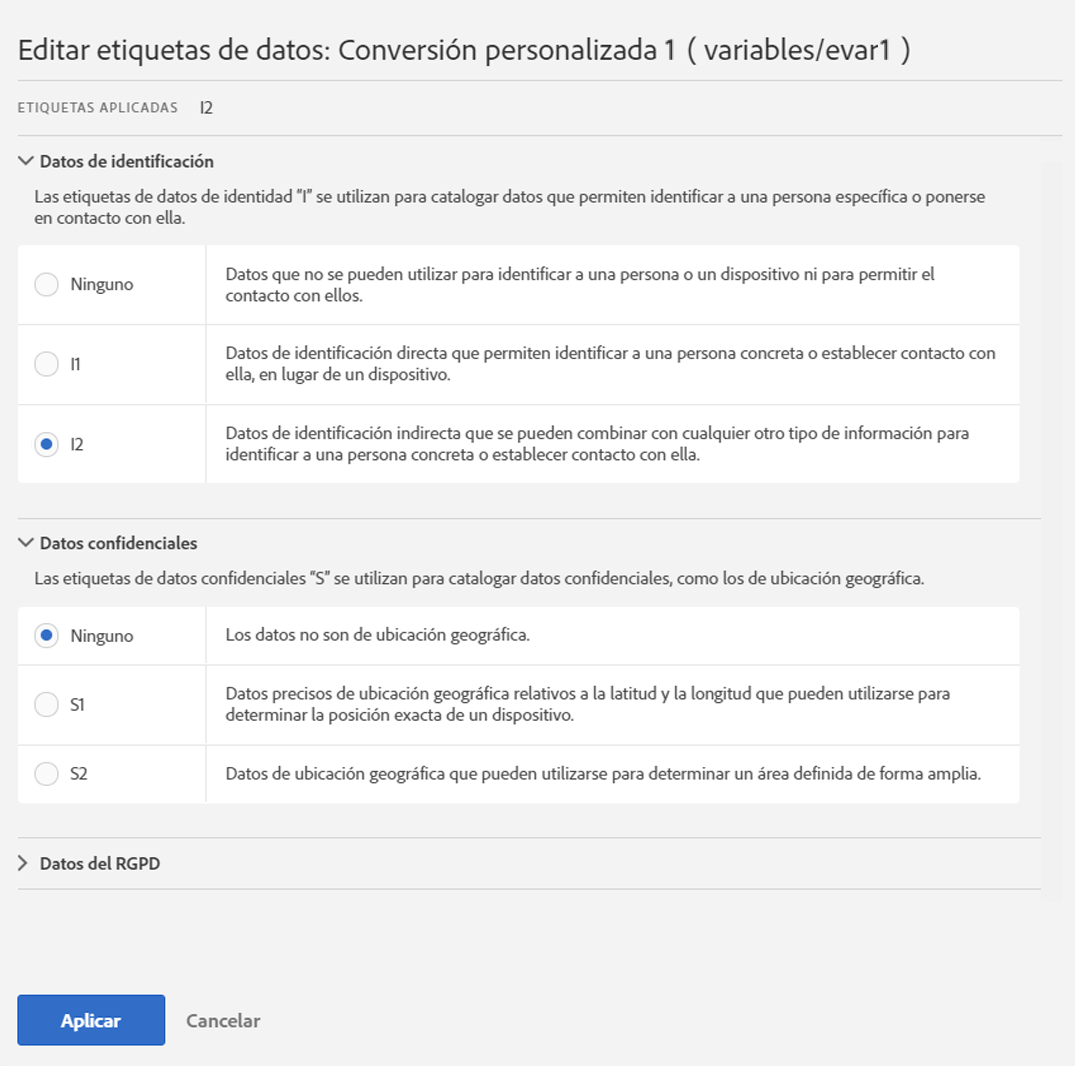 Editar etiquetas de datos: Conversión personalizada 1 ( variables/evar1 )
ETIQUETAS APLICADAS I2
Datos de identificación
Las etiquetas de datos de identidad “I” se utilizan para catalogar datos que permiten identificar a una persona específica o ponerse
en contacto con ella.
Ninguno
Datos que no se pueden utilizar para identificar a una persona o un dispositivo ni para permitir el
contacto con ellos.
I1
Datos de identificación directa que permiten identificar a una persona concreta o establecer contacto con
ella, en lugar de un dispositivo.
I2
Datos de identificación indirecta que se pueden combinar con cualquier otro tipo de información para
identificar a una persona concreta o establecer contacto con ella.
Datos confidenciales
Las etiquetas de datos confidenciales “S” se utilizan para catalogar datos confidenciales, como los de ubicación geográfica.
Ninguno
Los datos no son de ubicación geográfica.
S1
Datos precisos de ubicación geográfica relativos a la latitud y la longitud que pueden utilizarse para
determinar la posición exacta de un dispositivo.
S2
Datos de ubicación geográfica que pueden utilizarse para determinar un área definida de forma amplia.
Datos del RGPD
Aplicar
Cancelar